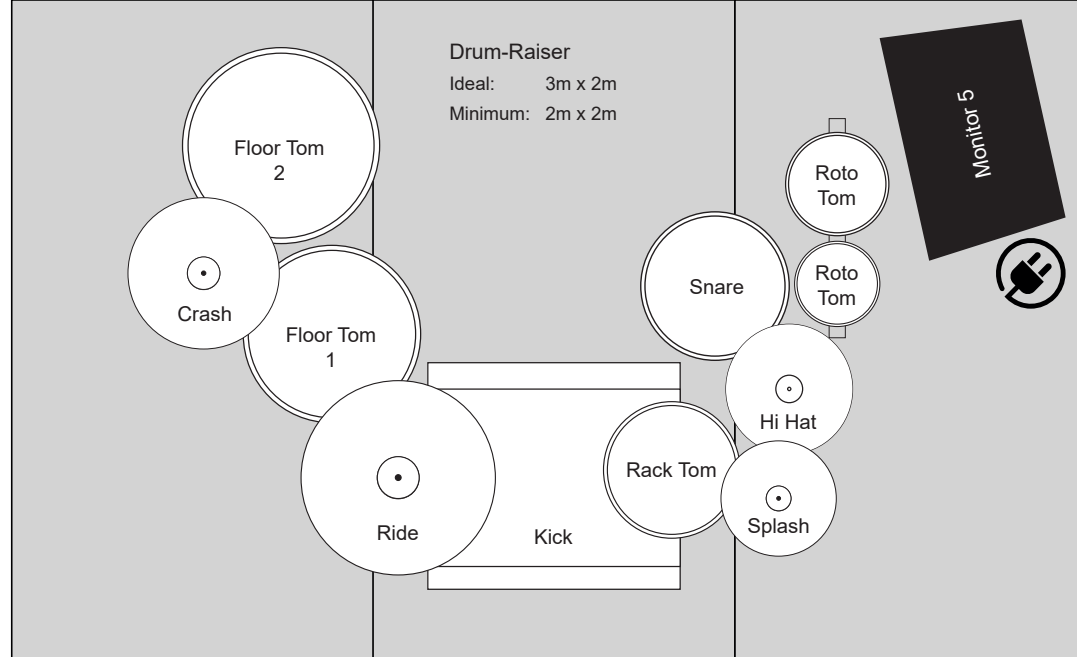 Drum-Raiser
Ideal: 3m x 2m
Minimum: 2m x 2m
Monitor 5
Floor Tom
2
Roto
Tom
Roto
Tom
Snare
Crash
Floor Tom
1
Hi Hat
Rack Tom
Ride
Kick
Splash